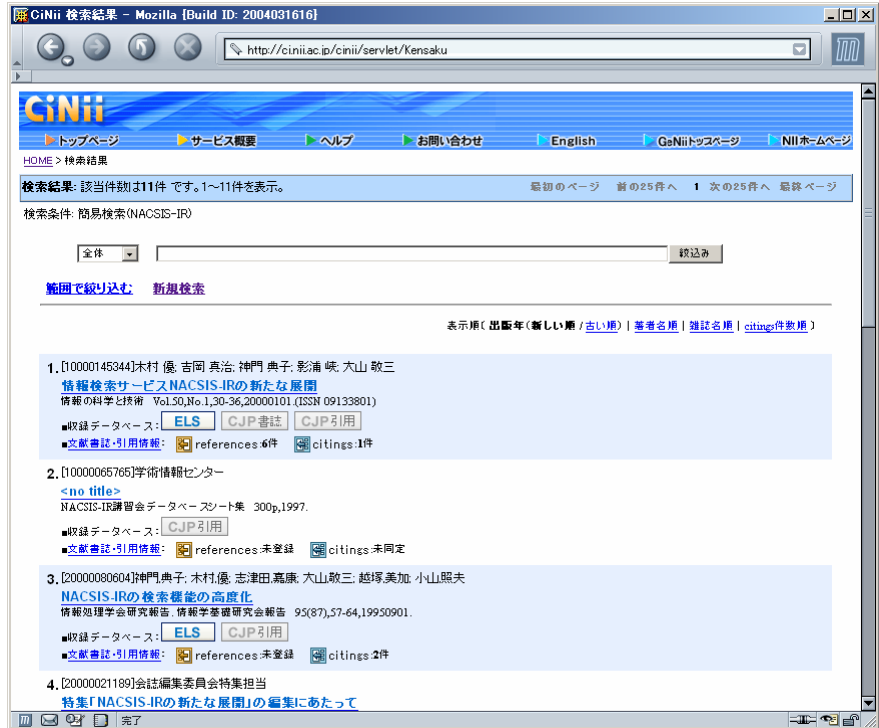 CiNii 検索結果 - Mozilla {Build ID: 2004031616}
http://ci.nii.ac.jp/cinii/servlet/Kensaku
CiNii
トップページ サービス概要 ヘルプ お問い合わせ English GeNiiトップページ NIIホームページ
HOME > 検索結果
検索結果: 該当件数は11件 です。1～11件を表示。 最初のページ 前の25件へ 1 次の25件へ 最終ページ
検索条件: 簡易検索(NACSIS-IR)
全体 絞込み
範囲で絞り込む 新規検索
表示順( 出版年(新しい順 / 古い順) | 著者名順 | 雑誌名順 | citings件数順 )
1. [10000145344]木村 優; 吉岡 真治; 神門 典子; 影浦 峡; 大山 敬三
情報検索サービスNACSIS-IRの新たな展開
情報の科学と技術 Vol.50,No.1,30-36,20000101.(ISSN 09133801)
■収録データベース: ELS CJP書誌 CJP引用
■文献書誌・引用情報: references:6件 citings:1件
2. [10000065765]学術情報センター
<no title>
NACSIS-IR講習会データベースシート集 300p,1997.
■収録データベース: CJP引用
■文献書誌・引用情報: references:未登録 citings:未同定
3. [20000080604]神門,典子; 木村,優; 志津田,嘉康; 大山,敬三; 越塚,美加; 小山,照夫
NACSIS-IRの検索機能の高度化
情報処理学会研究報告. 情報学基礎研究会報告 95(87),57-64,19950901.
■収録データベース: ELS CJP引用
■文献書誌・引用情報: references:未登録 citings:2件
4. [20000021189]会誌編集委員会特集担当
特集「NACSIS-IRの新たな展開」の編集にあたって
完了